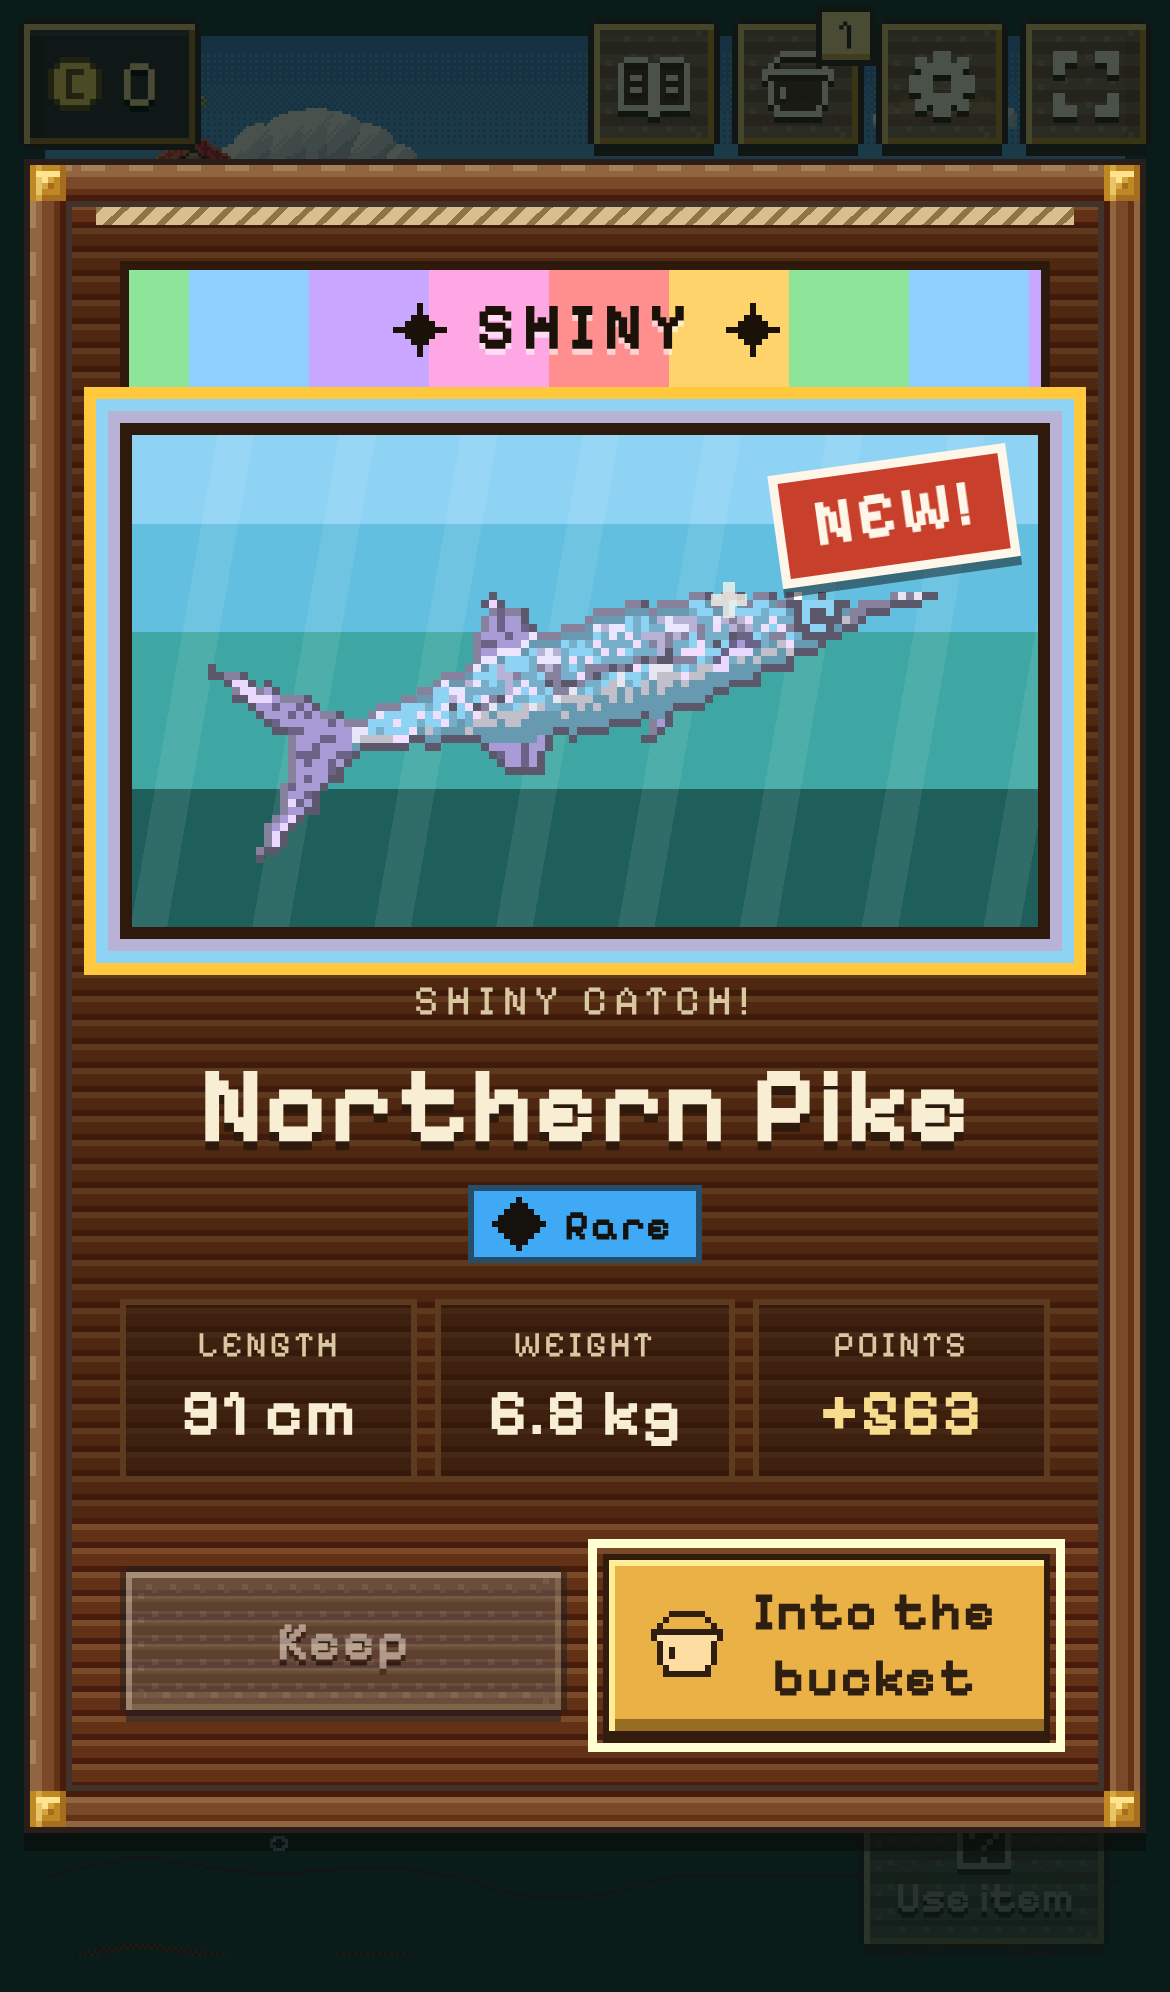 C 0
1
SHINY
NEW!
SHINY CATCH!
Northern Pike
Rare
LENGTH
91 cm
WEIGHT
6.8 kg
POINTS
+863
Keep
Into the
bucket
?
Use item